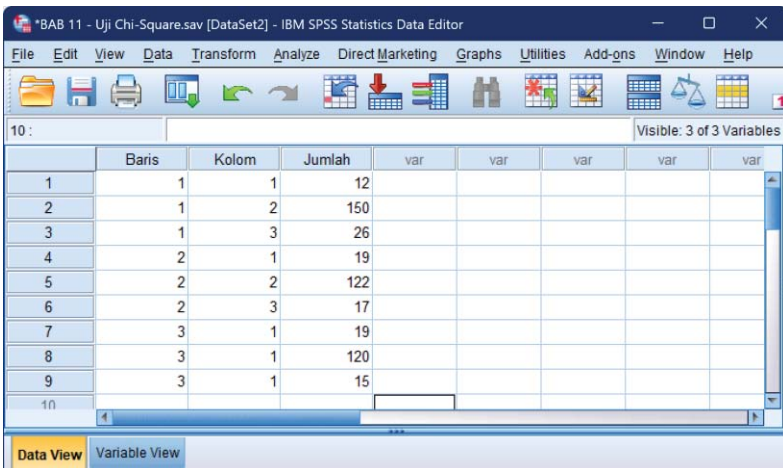 *BAB 11 - Uji Chi-Square.sav [DataSet2] - IBM SPSS Statistics Data Editor
File Edit View Data Transform Analyze Direct Marketing Graphs Utilities Add-ons Window Help
10 : Visible: 3 of 3 Variables
Baris Kolom Jumlah var var var var var
1 1 1 12
2 1 2 150
3 1 3 26
4 2 1 19
5 2 2 122
6 2 3 17
7 3 1 19
8 3 1 120
9 3 1 15
10
Data View Variable View